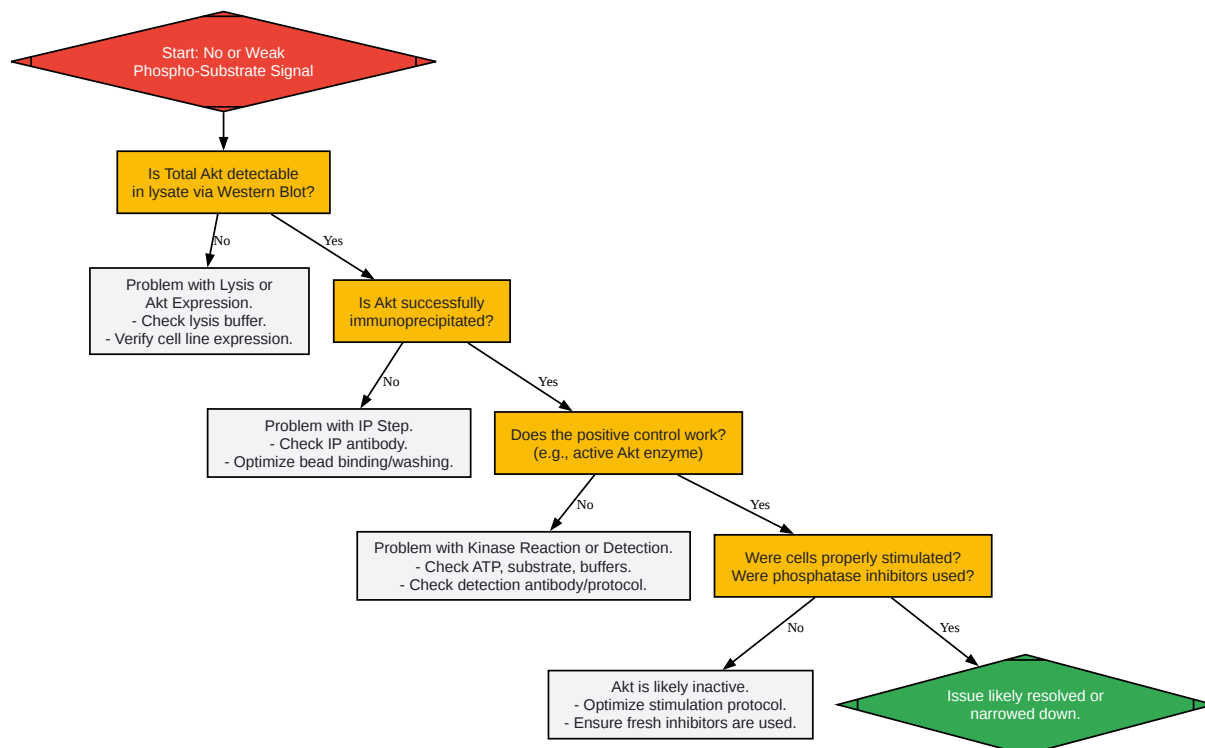 Start: No or Weak
Phospho-Substrate Signal
Is Total Akt detectable
in lysate via Western Blot?
No
Yes
Problem with Lysis or
Akt Expression.
- Check lysis buffer.
- Verify cell line expression.
Is Akt successfully
immunoprecipitated?
No
Yes
Problem with IP Step.
- Check IP antibody.
- Optimize bead binding/washing.
Does the positive control work?
(e.g., active Akt enzyme)
No
Yes
Problem with Kinase Reaction or Detection.
- Check ATP, substrate, buffers.
- Check detection antibody/protocol.
Were cells properly stimulated?
Were phosphatase inhibitors used?
No
Yes
Akt is likely inactive.
- Optimize stimulation protocol.
- Ensure fresh inhibitors are used.
Issue likely resolved or
narrowed down.